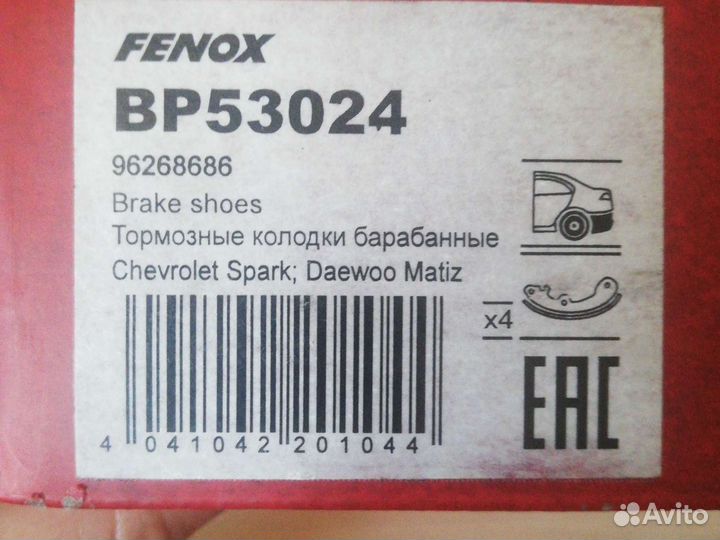 FENOX
BP53024
96268686
Brake shoes
Тормозные колодки барабанные
Chevrolet Spark; Daewoo Matiz
x4
EAC
4 041042 201044
Avito